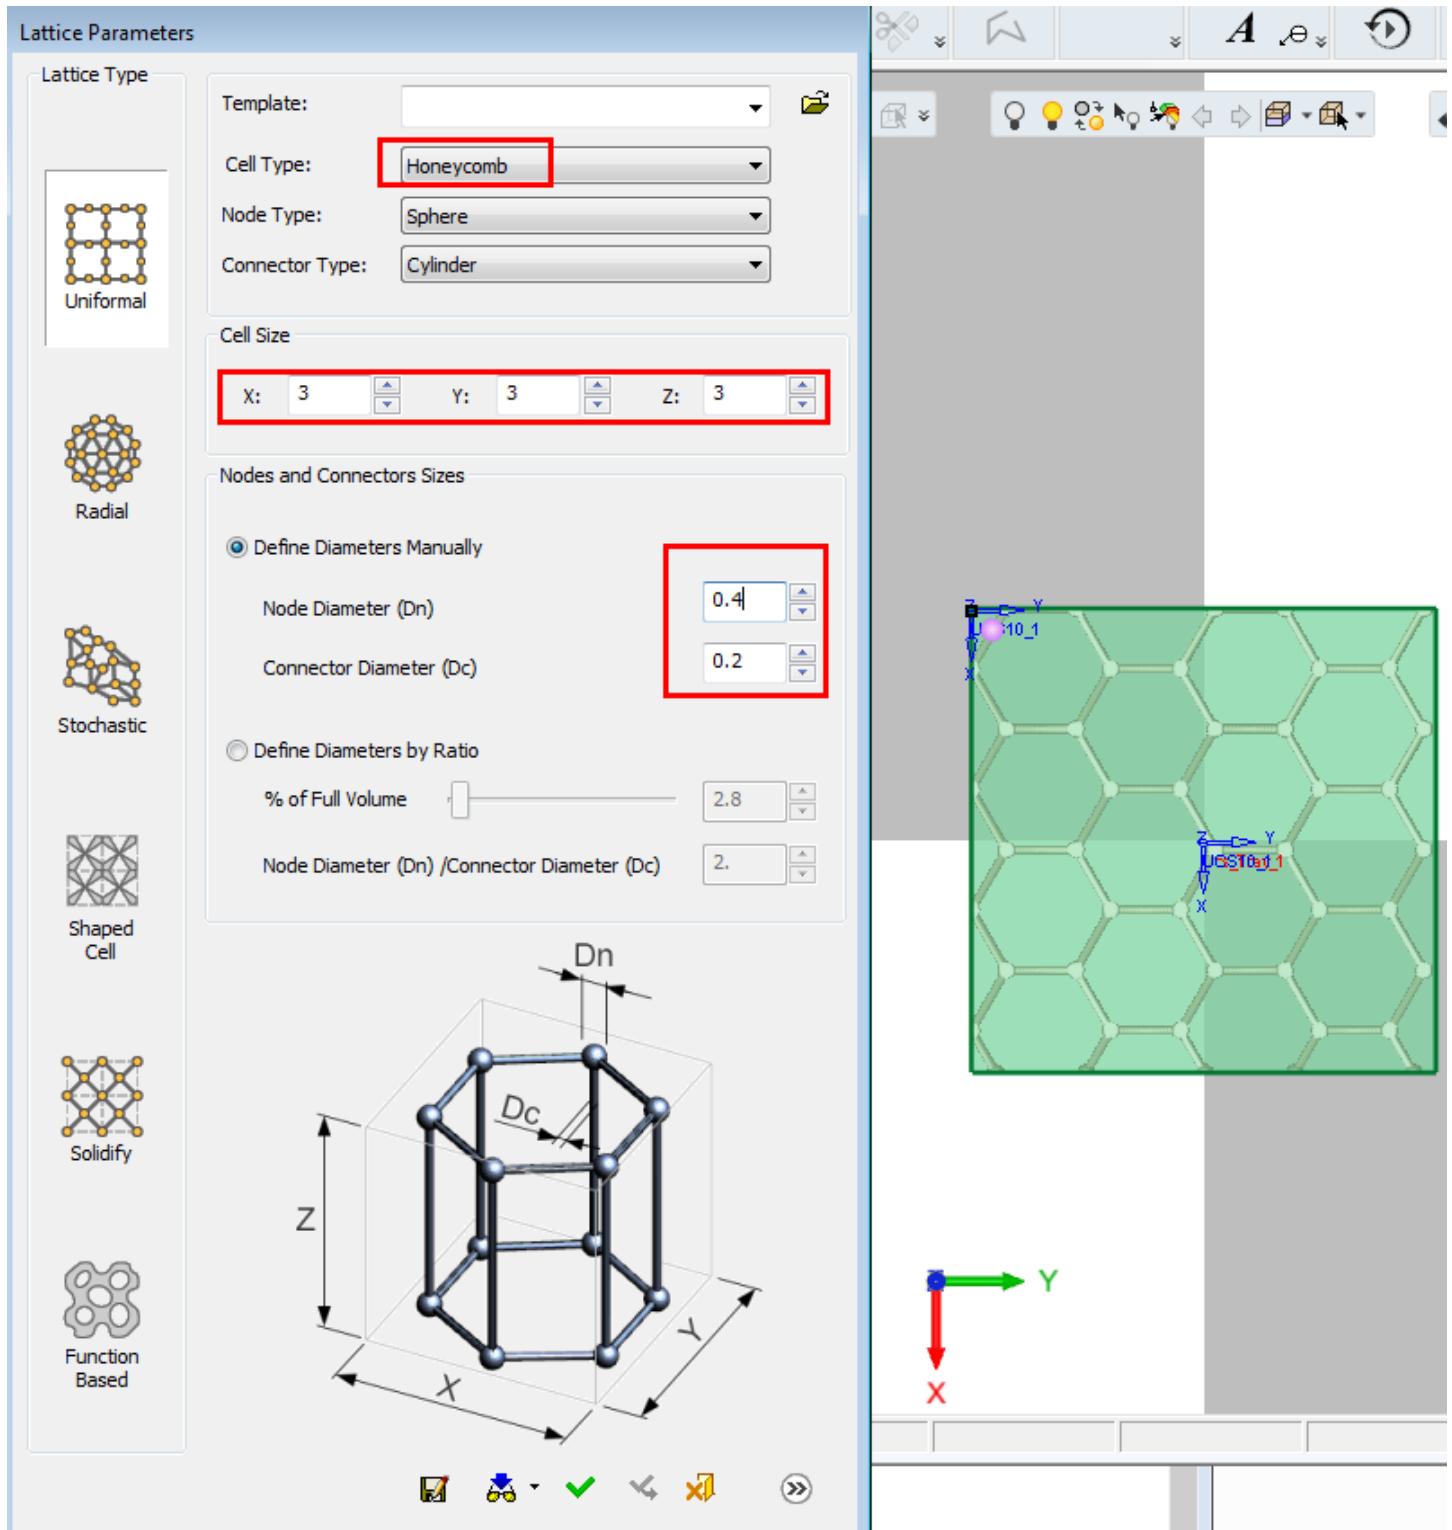 Lattice Parameters
Lattice Type
Uniformal
Radial
Stochastic
Shaped
Cell
Solidify
Function
Based
Template:
Cell Type:
Honeycomb
Node Type:
Sphere
Connector Type:
Cylinder
Cell Size
X: 3 Y: 3 Z: 3
Nodes and Connectors Sizes
Define Diameters Manually
Node Diameter (Dn) 0.4
Connector Diameter (Dc) 0.2
Define Diameters by Ratio
% of Full Volume 2.8
Node Diameter (Dn) /Connector Diameter (Dc) 2.
Dn
Dc
Z
X
Y
A
Z
Y
X
Z
Y
X
Y
X